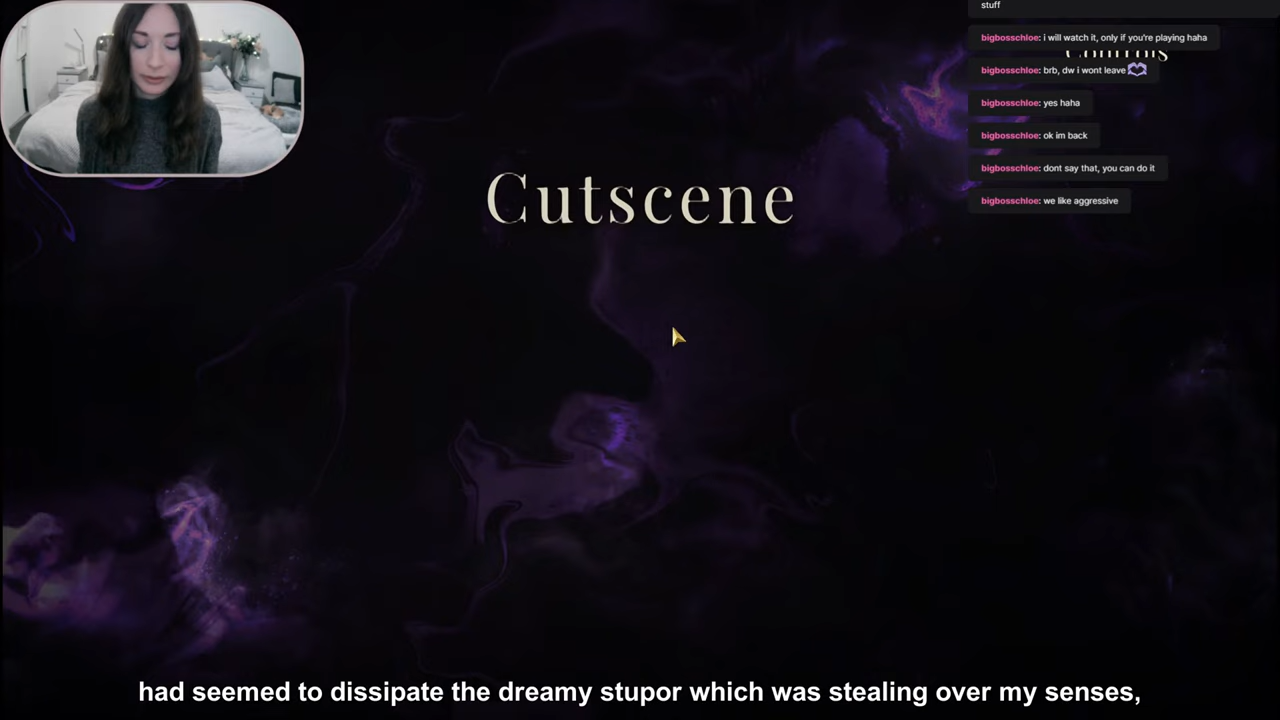 stuff
bigbosschloe: i will watch it, only if you're playing haha
Controls
bigbosschloe: brb, dw i wont leave
bigbosschloe: yes haha
bigbosschloe: ok im back
bigbosschloe: dont say that, you can do it
bigbosschloe: we like aggressive
Cutscene
had seemed to dissipate the dreamy stupor which was stealing over my senses,